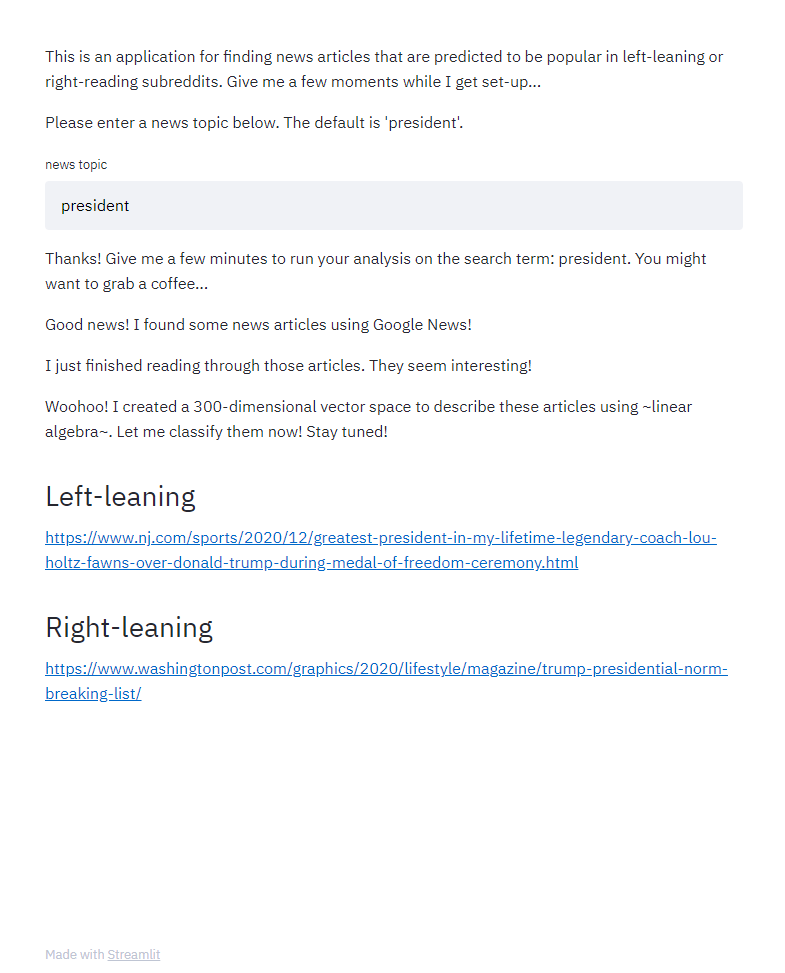 This is an application for finding news articles that are predicted to be popular in left-leaning or
right-reading subreddits. Give me a few moments while I get set-up...
Please enter a news topic below. The default is 'president'.
news topic
president
Thanks! Give me a few minutes to run your analysis on the search term: president. You might
want to grab a coffee...
Good news! I found some news articles using Google News!
I just finished reading through those articles. They seem interesting!
Woohoo! I created a 300-dimensional vector space to describe these articles using ~linear
algebra~. Let me classify them now! Stay tuned!
Left-leaning
https://www.nj.com/sports/2020/12/greatest-president-in-my-lifetime-legendary-coach-lou-
holtz-fawns-over-donald-trump-during-medal-of-freedom-ceremony.html
Right-leaning
https://www.washingtonpost.com/graphics/2020/lifestyle/magazine/trump-presidential-norm-
breaking-list/
Made with Streamlit